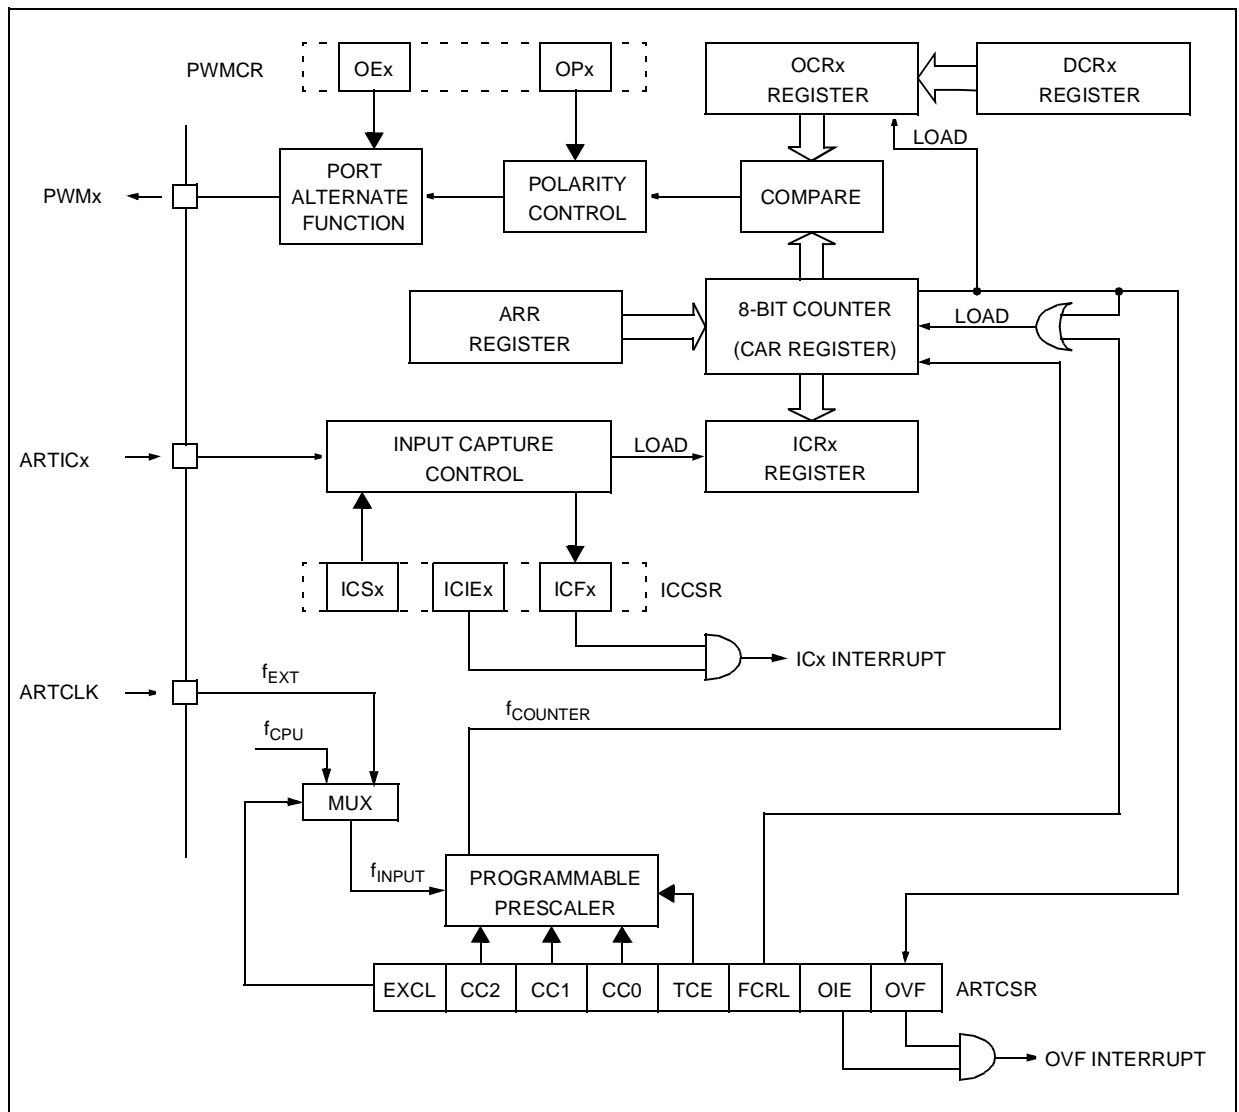 PWMCR
OEx
OPx
OCRx
REGISTER
DCRx
REGISTER
LOAD
PWMx
PORT
ALTERNATE
FUNCTION
POLARITY
CONTROL
COMPARE
ARR
REGISTER
8-BIT COUNTER
(CAR REGISTER)
LOAD
ARTICx
INPUT CAPTURE
CONTROL
LOAD
ICRx
REGISTER
ICSx
ICIEx
ICFx
ICCSR
ICx INTERRUPT
ARTCLK
fEXT
fCPU
fCOUNTER
MUX
fINPUT
PROGRAMMABLE
PRESCALER
EXCL
CC2
CC1
CC0
TCE
FCRL
OIE
OVF
ARTCSR
OVF INTERRUPT